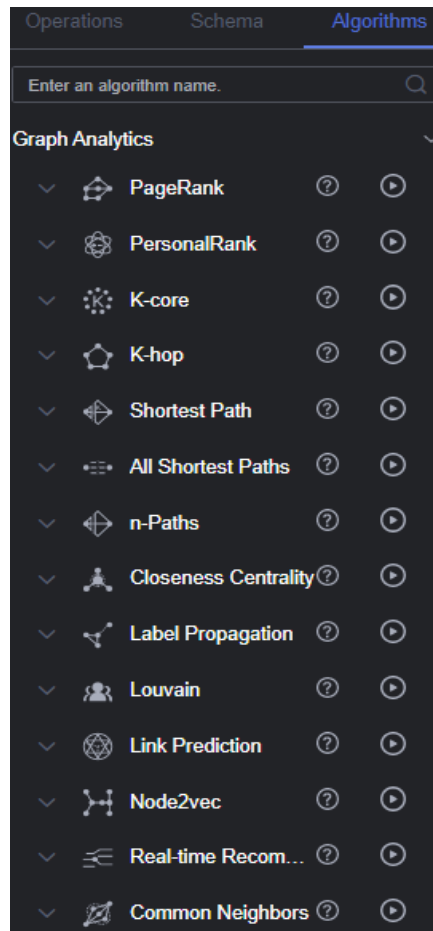 Operations Schema Algorithms
Enter an algorithm name.
Graph Analytics
PageRank
PersonalRank
K-core
K-hop
Shortest Path
All Shortest Paths
n-Paths
Closeness Centrality
Label Propagation
Louvain
Link Prediction
Node2vec
Real-time Recom...
Common Neighbors